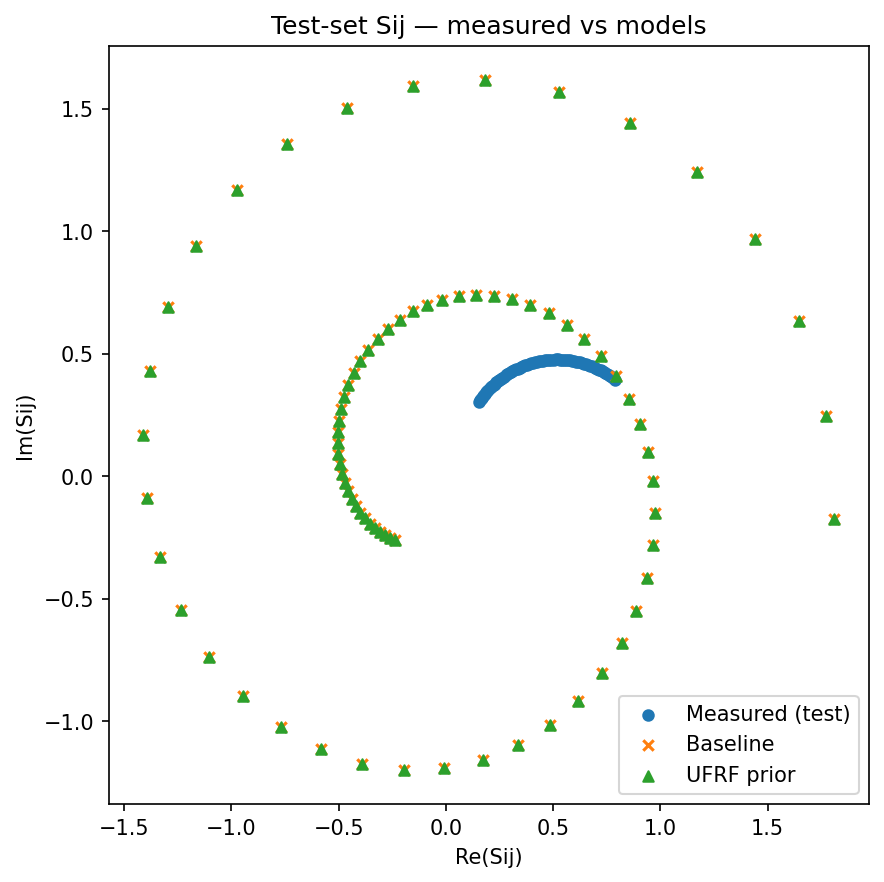 Test-set Sij — measured vs models
Im(Sij)
1.5
1.0
0.5
0.0
−0.5
−1.0
−1.5
−1.0
−0.5
0.0
0.5
1.0
1.5
Re(Sij)
Measured (test)
Baseline
UFRF prior